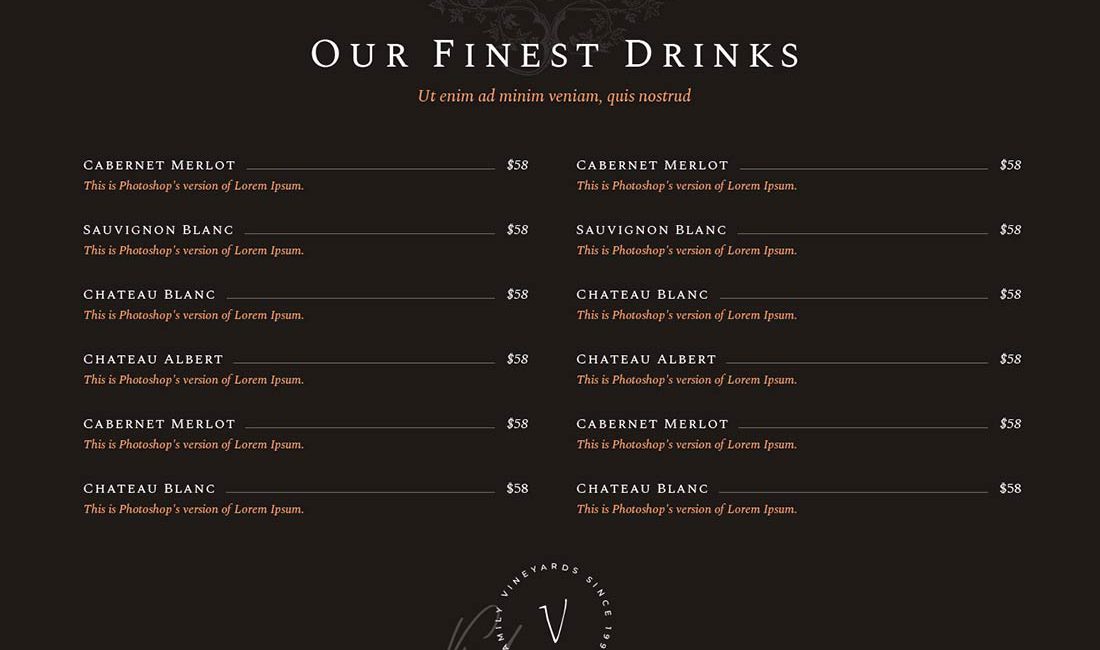 Our Finest Drinks
Ut enim ad minim veniam, quis nostrud
Cabernet Merlot $58
This is Photoshop's version of Lorem Ipsum.
Sauvignon Blanc $58
This is Photoshop's version of Lorem Ipsum.
Chateau Blanc $58
This is Photoshop's version of Lorem Ipsum.
Chateau Albert $58
This is Photoshop's version of Lorem Ipsum.
Cabernet Merlot $58
This is Photoshop's version of Lorem Ipsum.
Chateau Blanc $58
This is Photoshop's version of Lorem Ipsum.
Cabernet Merlot $58
This is Photoshop's version of Lorem Ipsum.
Sauvignon Blanc $58
This is Photoshop's version of Lorem Ipsum.
Chateau Blanc $58
This is Photoshop's version of Lorem Ipsum.
Chateau Albert $58
This is Photoshop's version of Lorem Ipsum.
Cabernet Merlot $58
This is Photoshop's version of Lorem Ipsum.
Chateau Blanc $58
This is Photoshop's version of Lorem Ipsum.
VINEYARDS SINCE
V